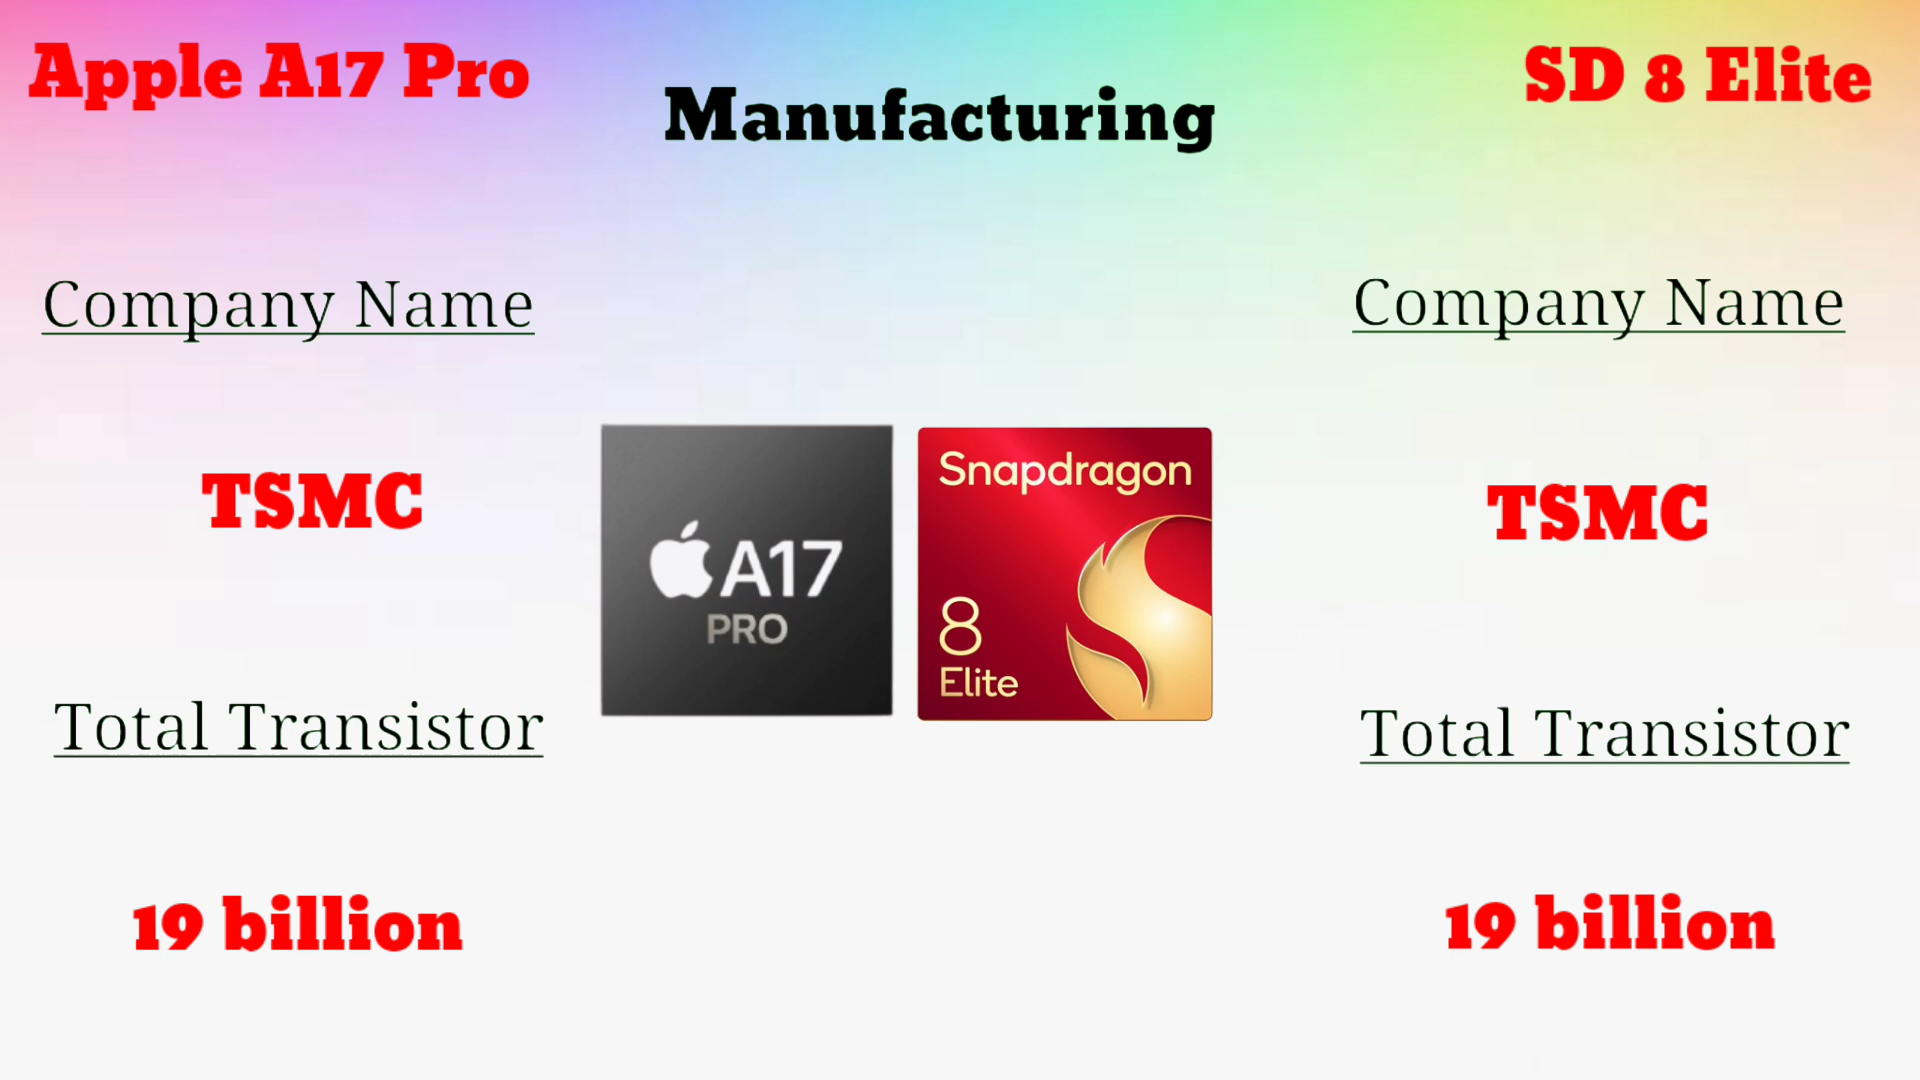 Apple A17 Pro
Manufacturing
SD 8 Elite
Company Name
Company Name
TSMC
A17
PRO
Snapdragon
8
Elite
TSMC
Total Transistor
Total Transistor
19 billion
19 billion